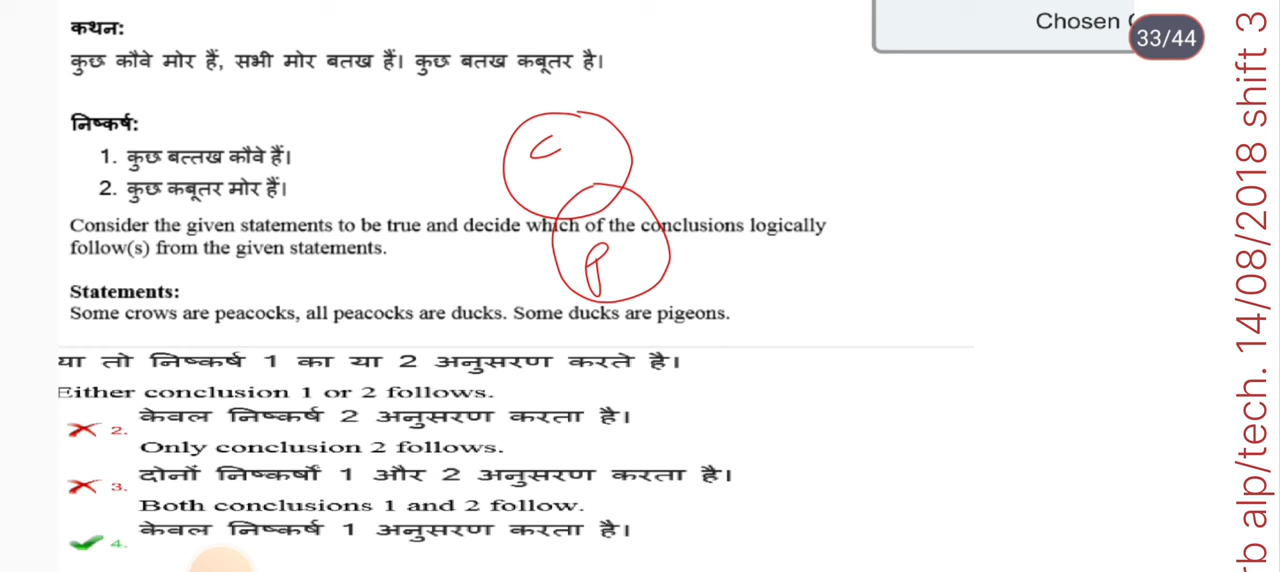 Chosen
33/44
कथन:
कुछ कौवे मोर हैं, सभी मोर बतख हैं। कुछ बतख कबूतर है।
निष्कर्ष:
1. कुछ बत्तख कौवे हैं।
2. कुछ कबूतर मोर हैं।
C
P
Consider the given statements to be true and decide which of the conclusions logically
follow(s) from the given statements.
Statements:
Some crows are peacocks, all peacocks are ducks. Some ducks are pigeons.
या तो निष्कर्ष 1 का या 2 अनुसरण करते है।
Either conclusion 1 or 2 follows.
2. केवल निष्कर्ष 2 अनुसरण करता है।
Only conclusion 2 follows.
3. दोनों निष्कर्षों 1 और 2 अनुसरण करता है।
Both conclusions 1 and 2 follow.
4. केवल निष्कर्ष 1 अनुसरण करता है।
rb alp/tech. 14/08/2018 shift 3